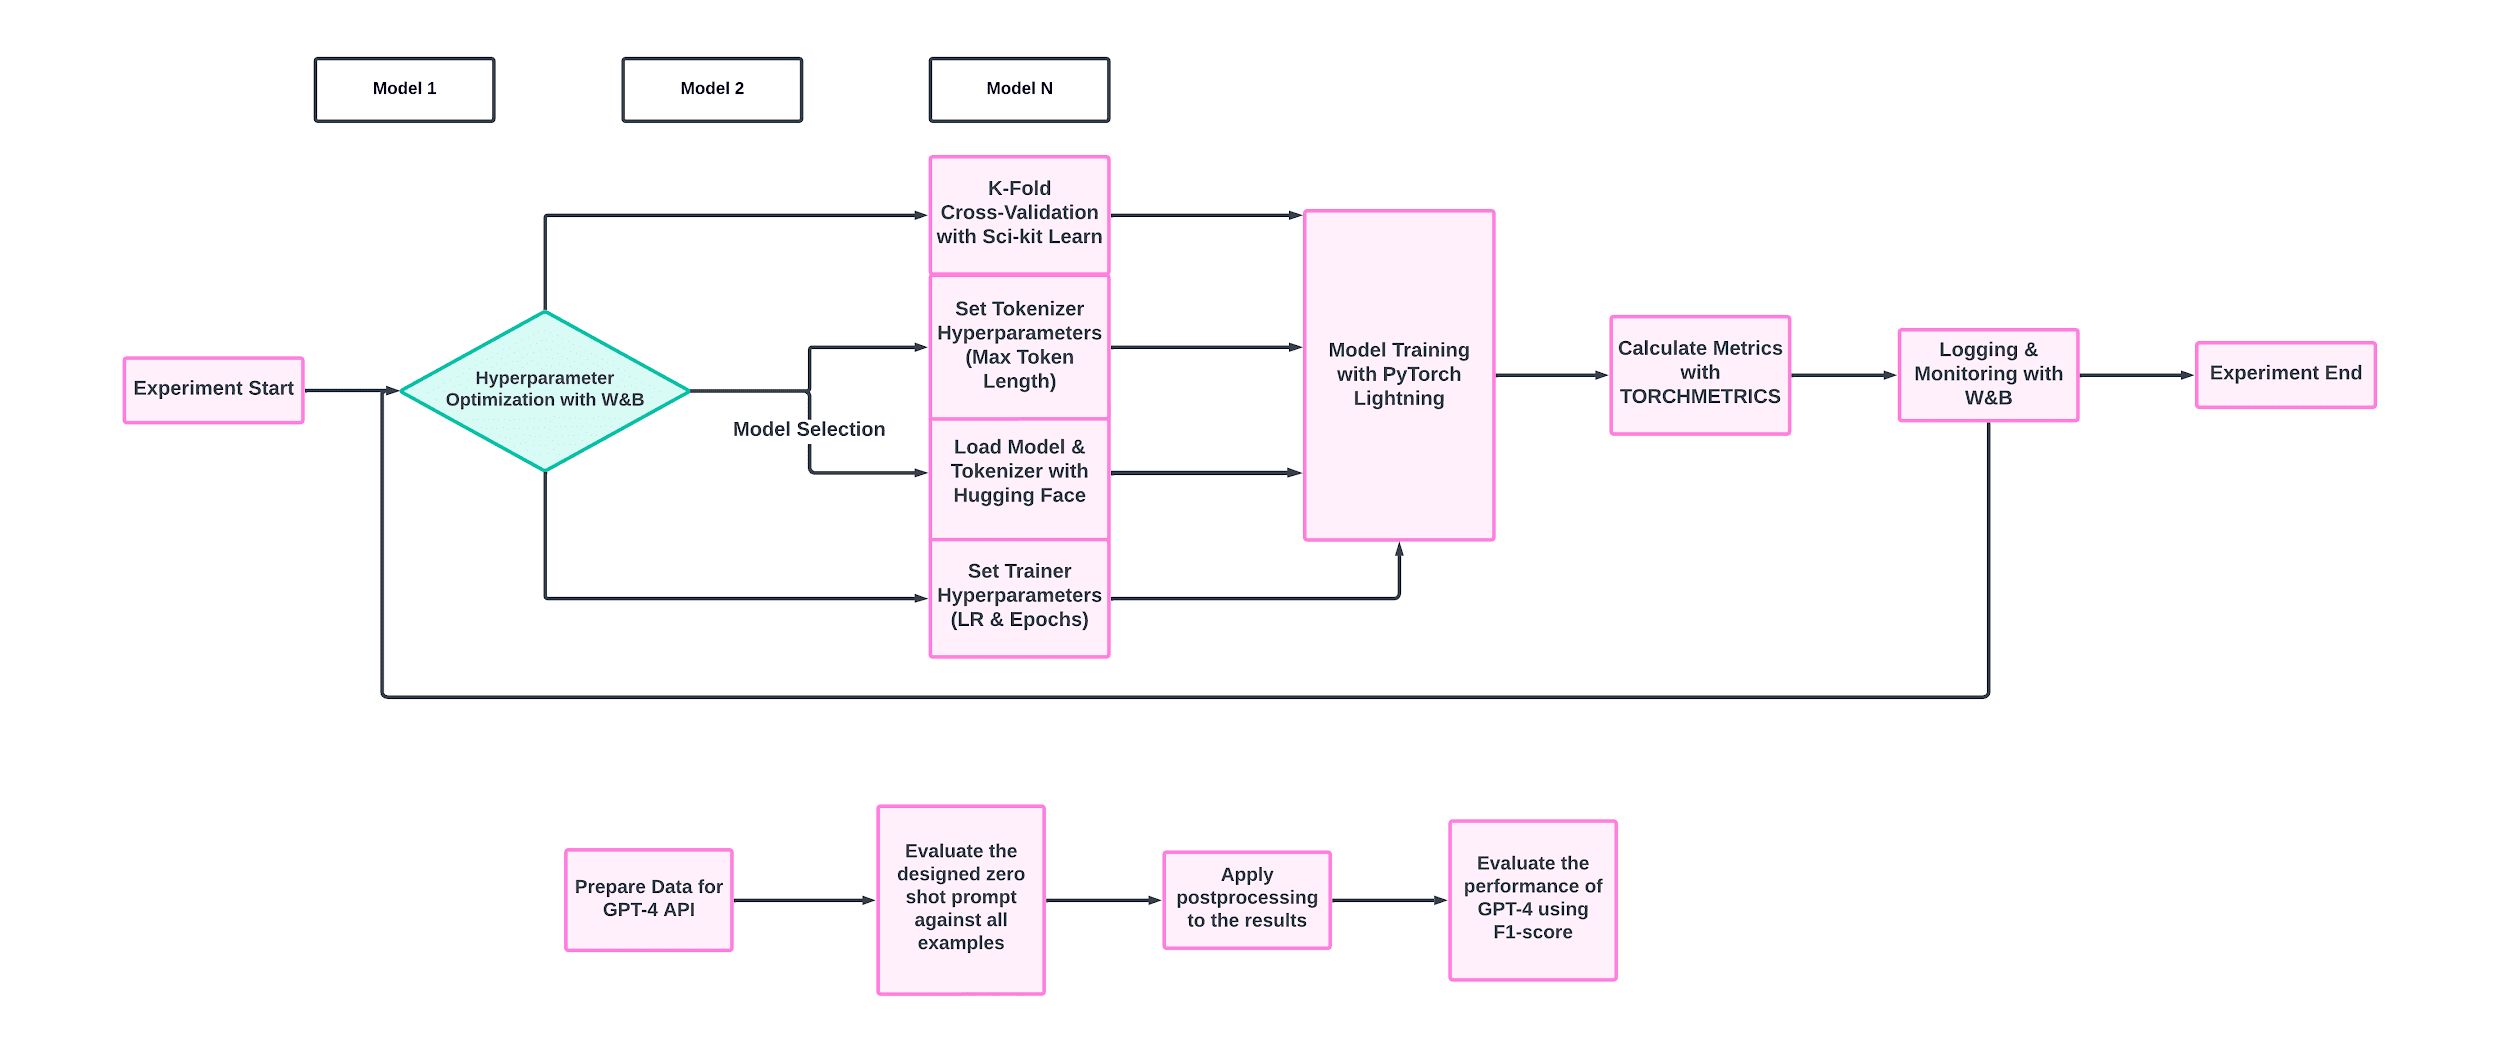 Model 1
Model 2
Model N
K-Fold
Cross-Validation
with Sci-kit Learn
Set Tokenizer
Hyperparameters
(Max Token
Length)
Load Model &
Tokenizer with
Hugging Face
Set Trainer
Hyperparameters
(LR & Epochs)
Experiment Start
Hyperparameter
Optimization with W&B
Model Selection
Model Training
with PyTorch
Lightning
Calculate Metrics
with
TORCHMETRICS
Logging &
Monitoring with
W&B
Experiment End
Prepare Data for
GPT-4 API
Evaluate the
designed zero
shot prompt
against all
examples
Apply
postprocessing
to the results
Evaluate the
performance of
GPT-4 using
F1-score